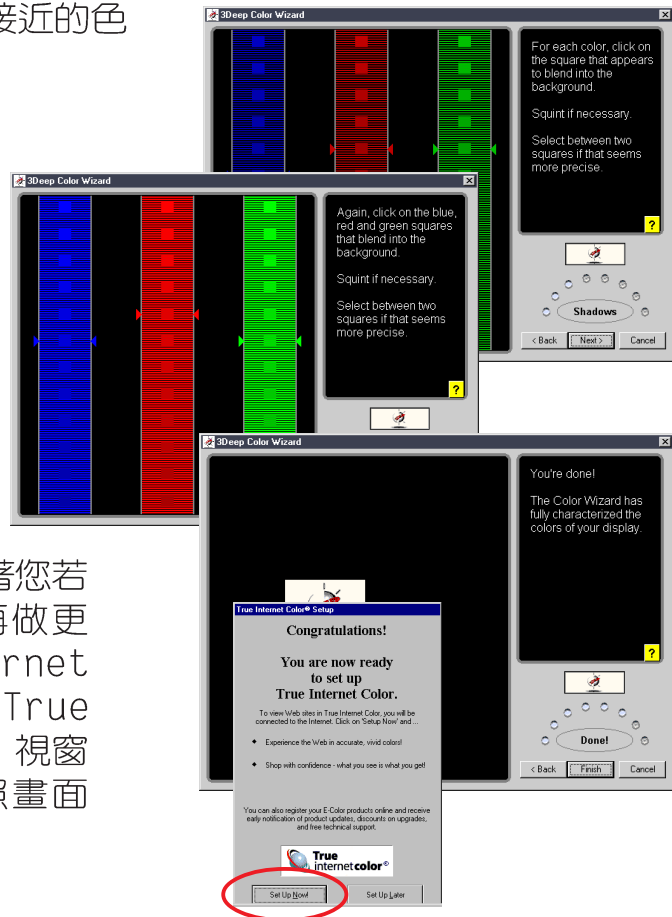 接近的色
3Deep Color Wizard
For each color, click on
the square that appears
to blend into the
background.
Squint if necessary.
Select between two
squares if that seems
more precise.
?
Shadows
< Back
Next >
Cancel
3Deep Color Wizard
Again, click on the blue,
red and green squares
that blend into the
background.
Squint if necessary.
Select between two
squares if that seems
more precise.
?
3Deep Color Wizard
You're done!
The Color Wizard has
fully characterized the
colors of your display.
?
Done!
< Back
Finish
Cancel
著您若
再做更
ernet
True
視窗
照畫面
True Internet Color® Setup
Congratulations!
You are now ready
to set up
True Internet Color.
To view Web sites in True Internet Color, you will be
connected to the Internet. Click on 'Setup Now' and ...
◆ Experience the Web in accurate, vivid colors!
◆ Shop with confidence - what you see is what you get!
You can also register your E-Color products online and receive
early notification of product updates, discounts on upgrades,
and free technical support.
True
internetcolor®
Set Up Now!
Set Up Later